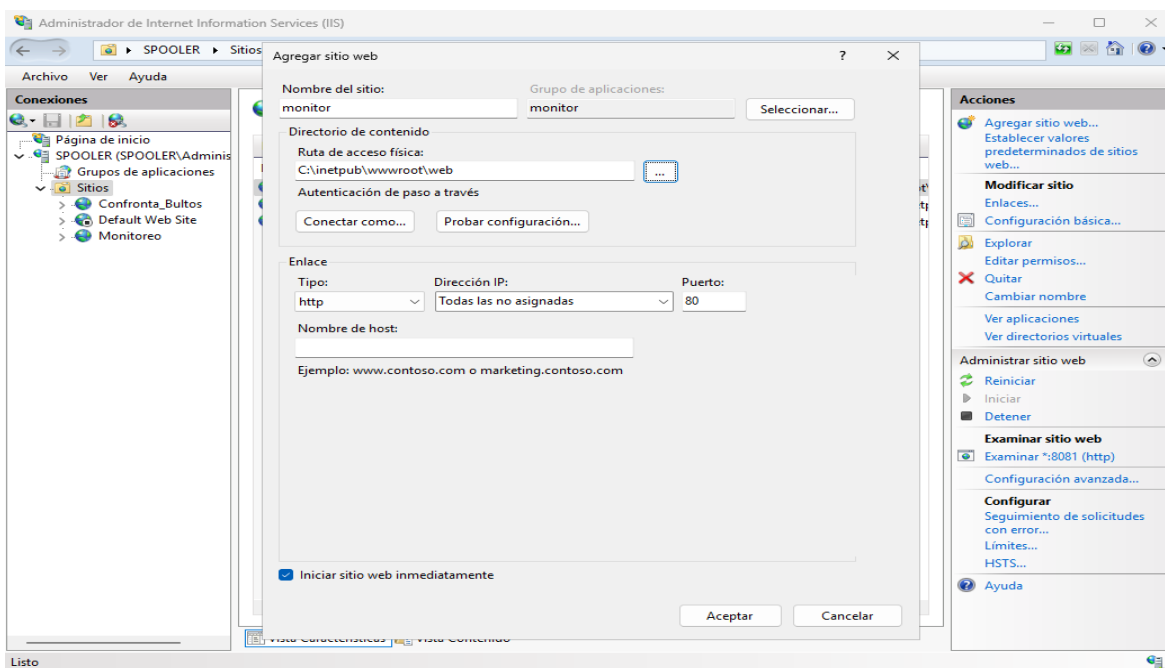 Administrador de Internet Information Services (IIS)
SPOOLER
Sitios
Archivo Ver Ayuda
Conexiones
Página de inicio
SPOOLER (SPOOLER\Adminis
Grupos de aplicaciones
Sitios
Confronta_Bultos
Default Web Site
Monitoreo
Agregar sitio web
?
Nombre del sitio:
Grupo de aplicaciones:
monitor
monitor
Seleccionar...
Directorio de contenido
Ruta de acceso física:
C:\inetpub\wwwroot\web
...
Autenticación de paso a través
Conectar como...
Probar configuración...
Enlace
Tipo:
Dirección IP:
Puerto:
http
Todas las no asignadas
80
Nombre de host:
Ejemplo: www.contoso.com o marketing.contoso.com
Iniciar sitio web inmediatamente
Aceptar
Cancelar
Vista Características
Vista Contenido
Acciones
Agregar sitio web...
Establecer valores
predeterminados de sitios
web...
Modificar sitio
Enlaces...
Configuración básica...
Explorar
Editar permisos...
Quitar
Cambiar nombre
Ver aplicaciones
Ver directorios virtuales
Administrar sitio web
Reiniciar
Iniciar
Detener
Examinar sitio web
Examinar *:8081 (http)
Configuración avanzada...
Configurar
Seguimiento de solicitudes
con error...
Límites...
HSTS...
Ayuda
Listo